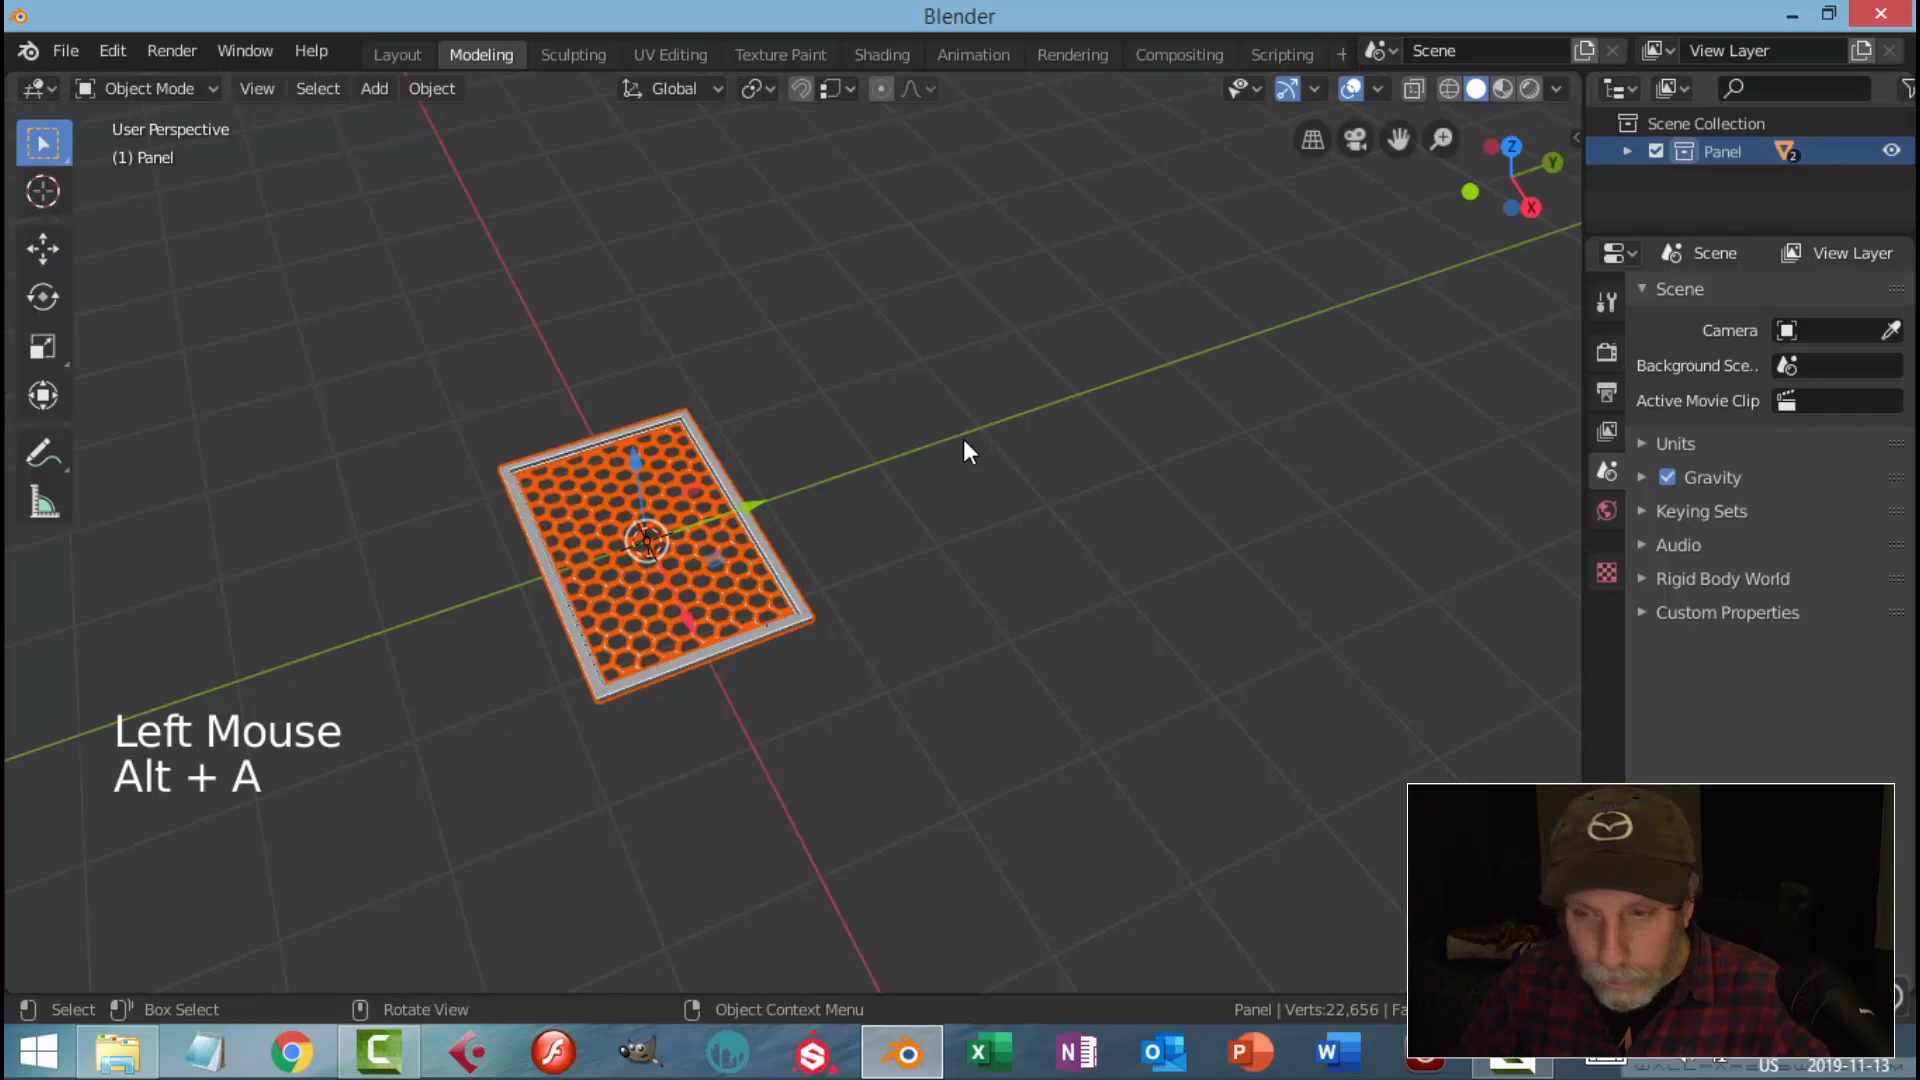 Blender
File Edit Render Window Help Layout Modeling Sculpting UV Editing Texture Paint Shading Animation Rendering Compositing Scripting + Scene View Layer
Object Mode View Select Add Object Global
User Perspective
(1) Panel
Z
Y
X
Scene Collection
Panel 2
Scene View Layer
Scene
Camera
Background Sce..
Active Movie Clip
Units
Gravity
Keying Sets
Audio
Rigid Body World
Custom Properties
Left Mouse
Alt + A
Select Box Select Rotate View Object Context Menu Panel | Verts:22,656 | Fa
US 2019-11-13